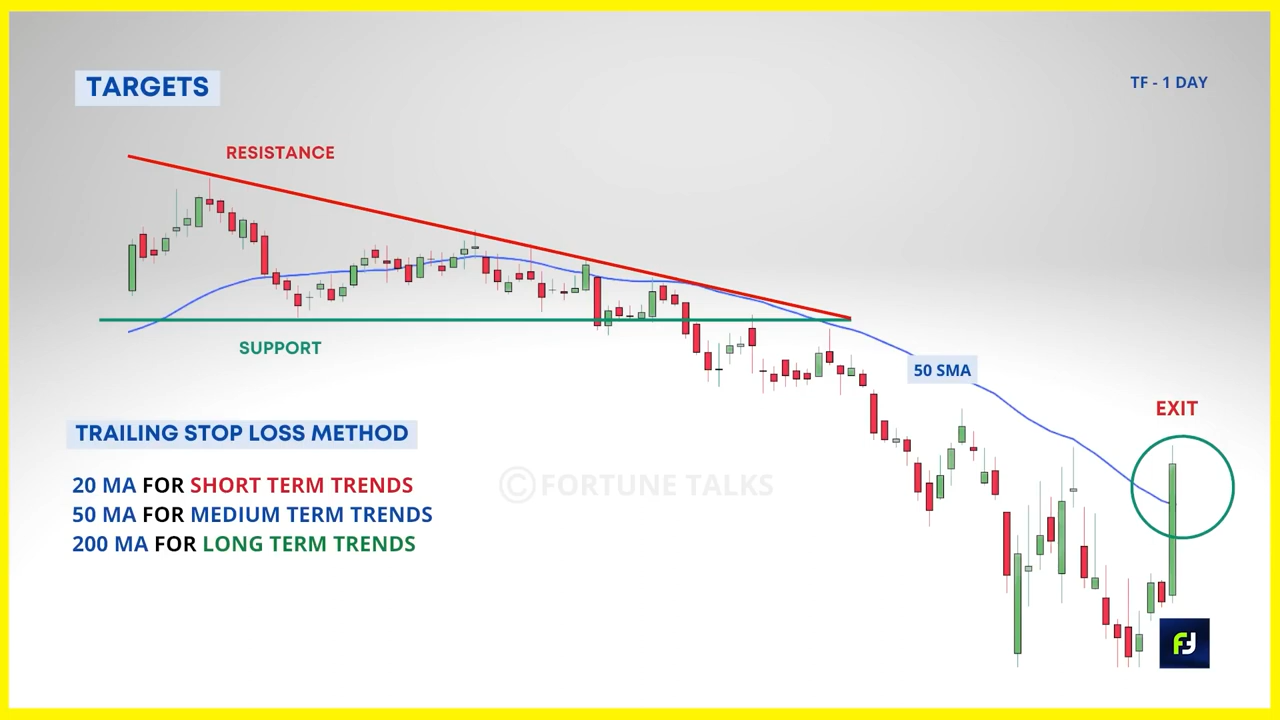 TARGETS
TF - 1 DAY
RESISTANCE
SUPPORT
50 SMA
EXIT
TRAILING STOP LOSS METHOD
20 MA FOR SHORT TERM TRENDS
50 MA FOR MEDIUM TERM TRENDS
200 MA FOR LONG TERM TRENDS
©FORTUNE TALKS